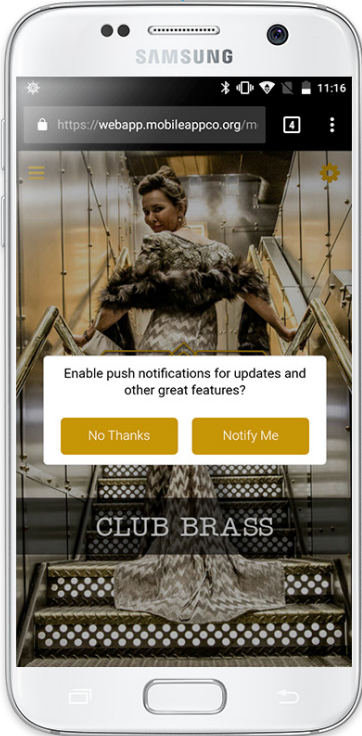 SAMSUNG
11:16
https://webapp.mobileappco.org/m
4
Enable push notifications for updates and
other great features?
No Thanks
Notify Me
CLUB BRASS